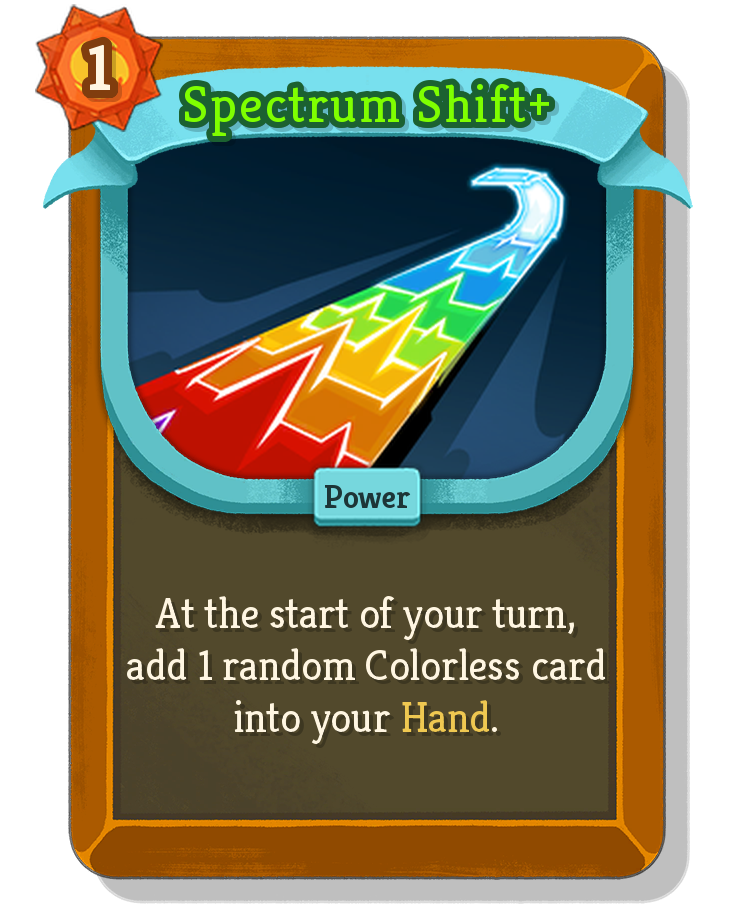 1
Spectrum Shift+
Power
At the start of your turn,
add 1 random Colorless card
into your Hand.